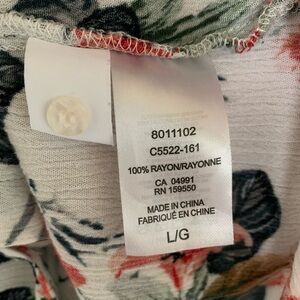 8011102
C5522-161
100% RAYON/RAYONNE
CA 04991
RN 159550
MADE IN CHINA
FABRIQUÉ EN CHINE
L/G